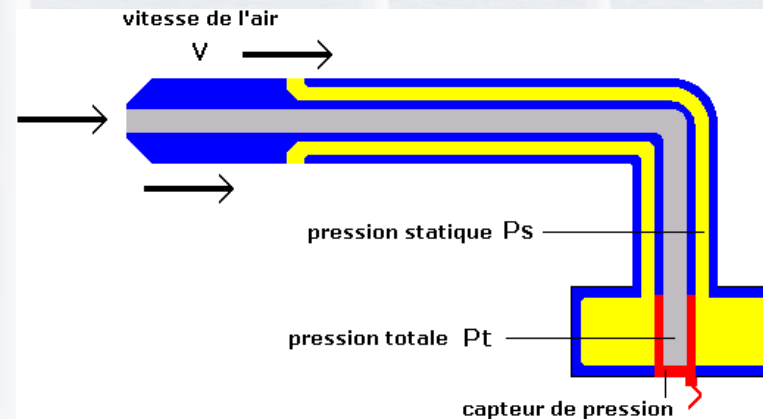 vitesse de l'air
V
pression statique Ps
pression totale Pt
capteur de pression